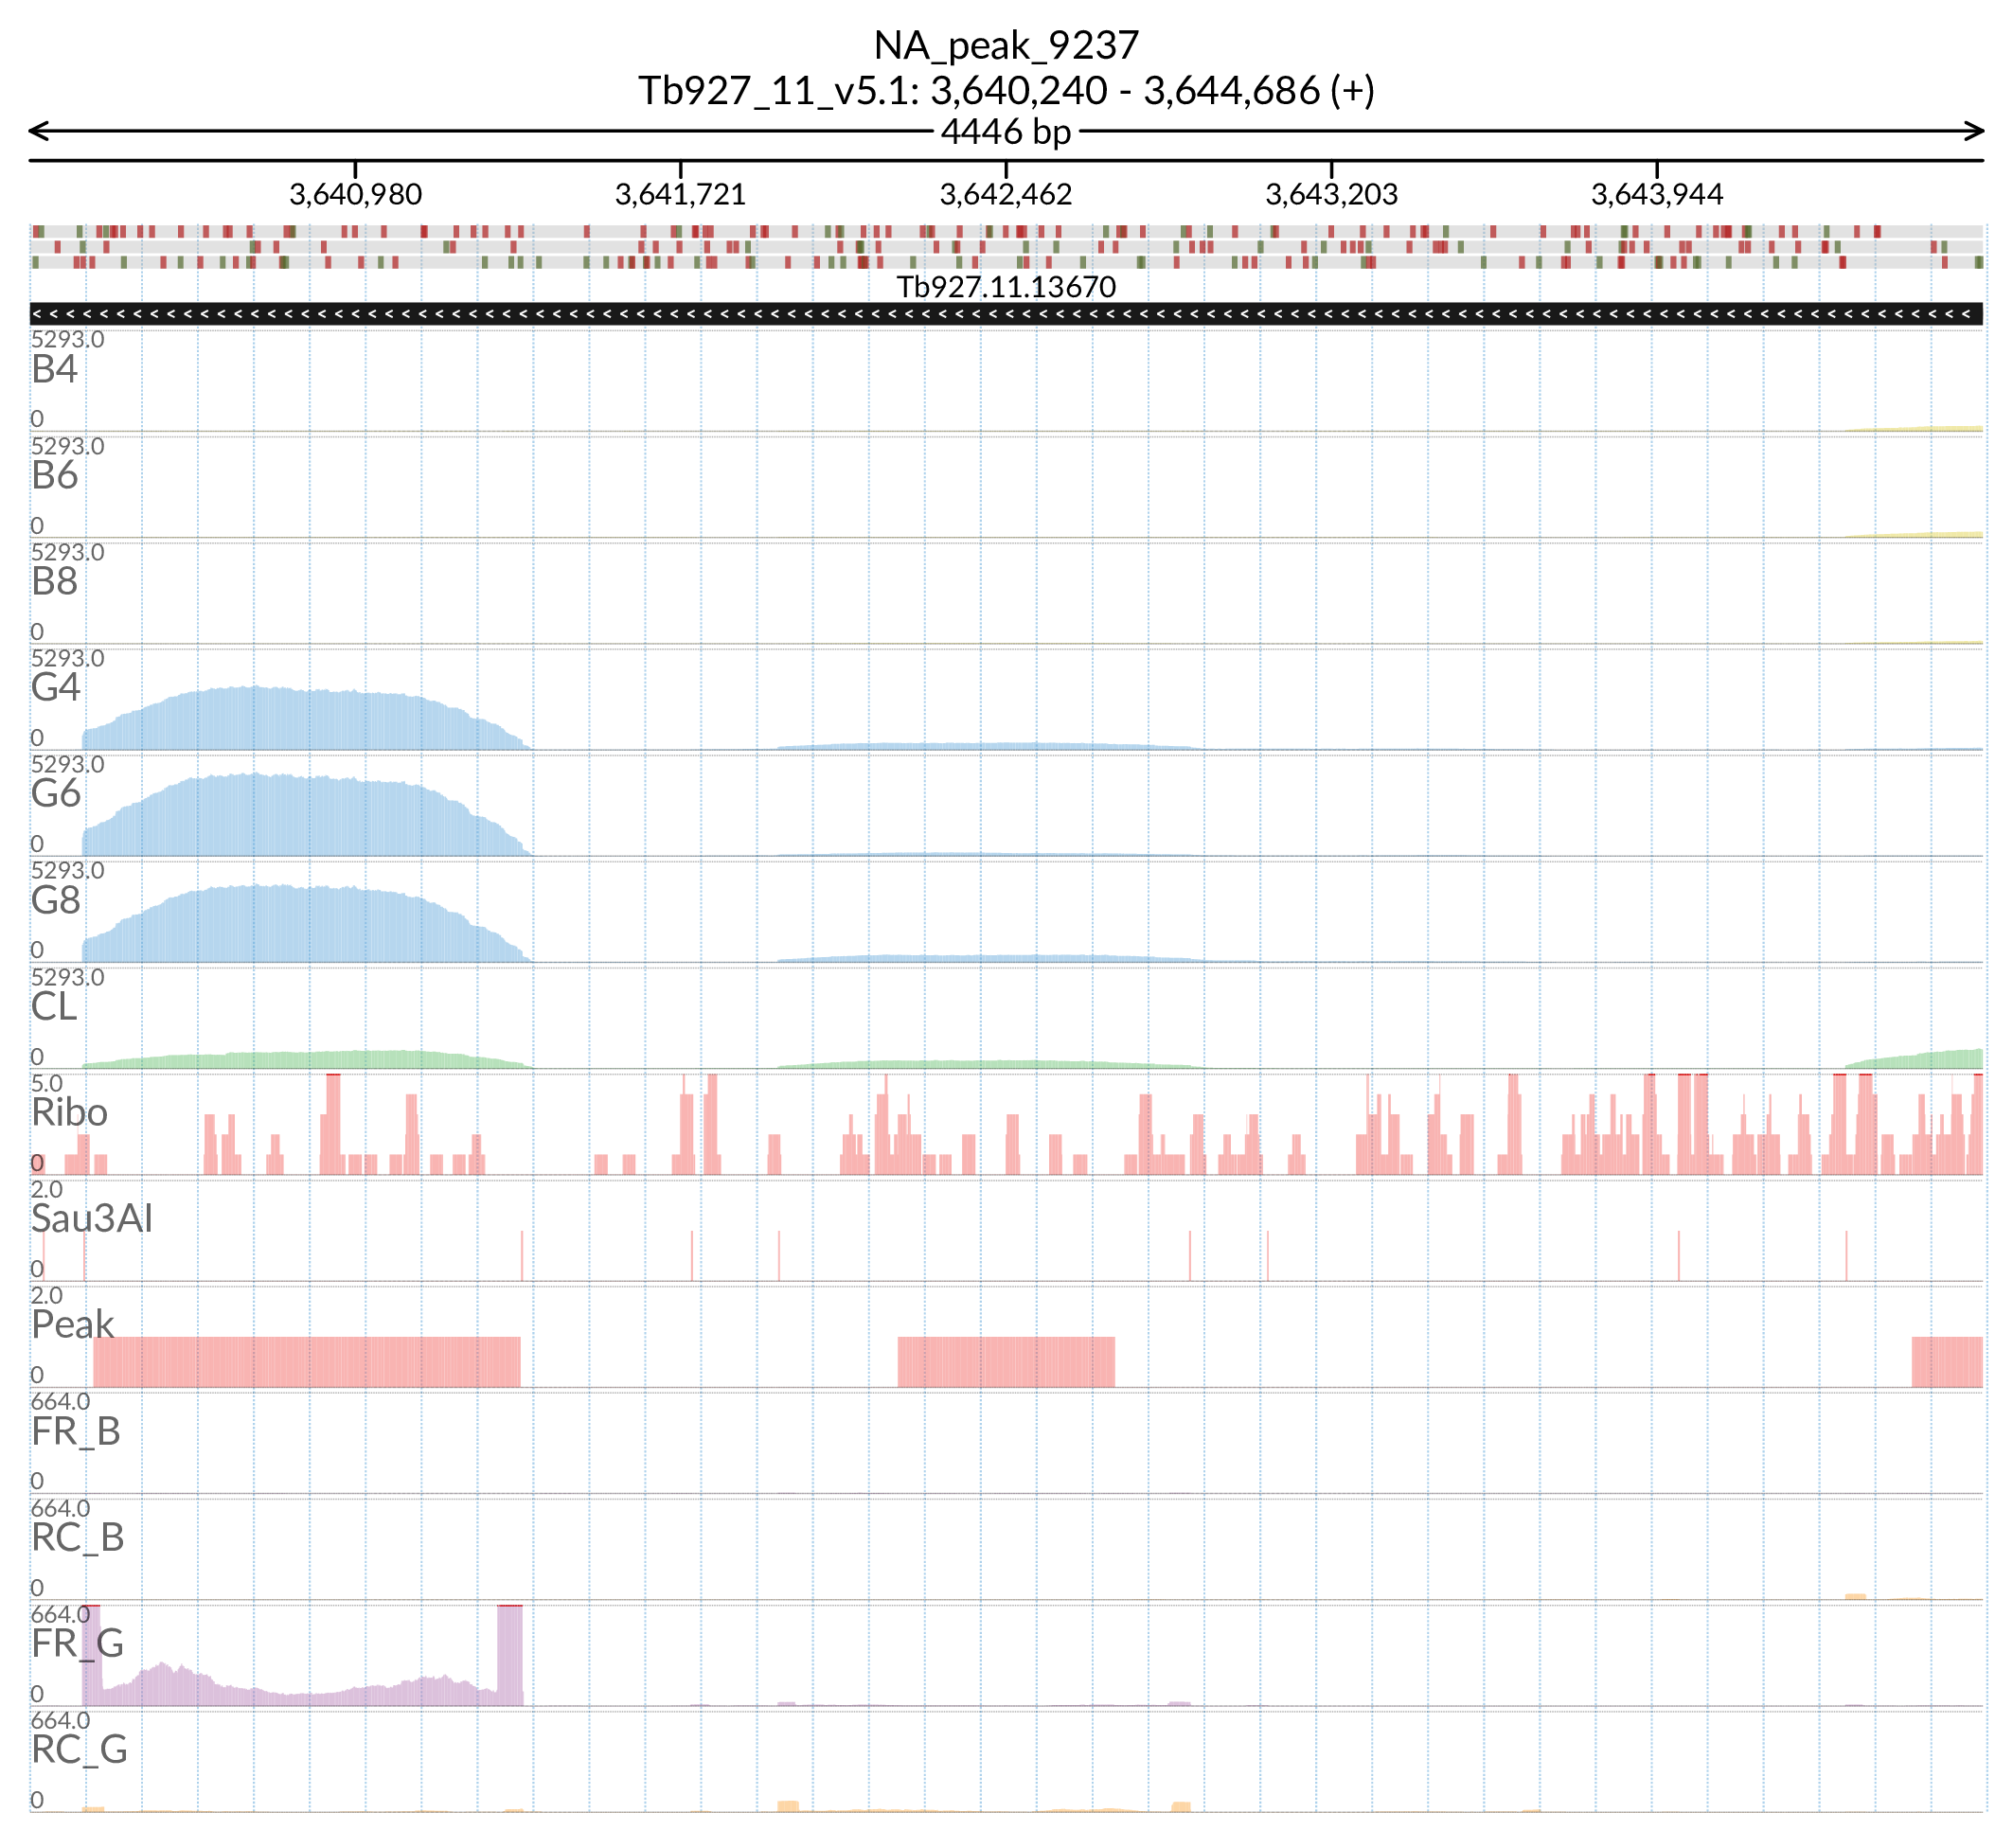 NA_peak_9237
Tb927_11_v5.1: 3,640,240 - 3,644,686 (+)
4446 bp
3,640,980 3,641,721 3,642,462 3,643,203 3,643,944
Tb927.11.13670
5293.0
B4
0
5293.0
B6
0
5293.0
B8
0
5293.0
G4
0
5293.0
G6
0
5293.0
G8
0
5293.0
CL
0
5.0
Ribo
0
2.0
Sau3AI
0
2.0
Peak
0
664.0
FR_B
0
664.0
RC_B
0
664.0
FR_G
0
664.0
RC_G
0